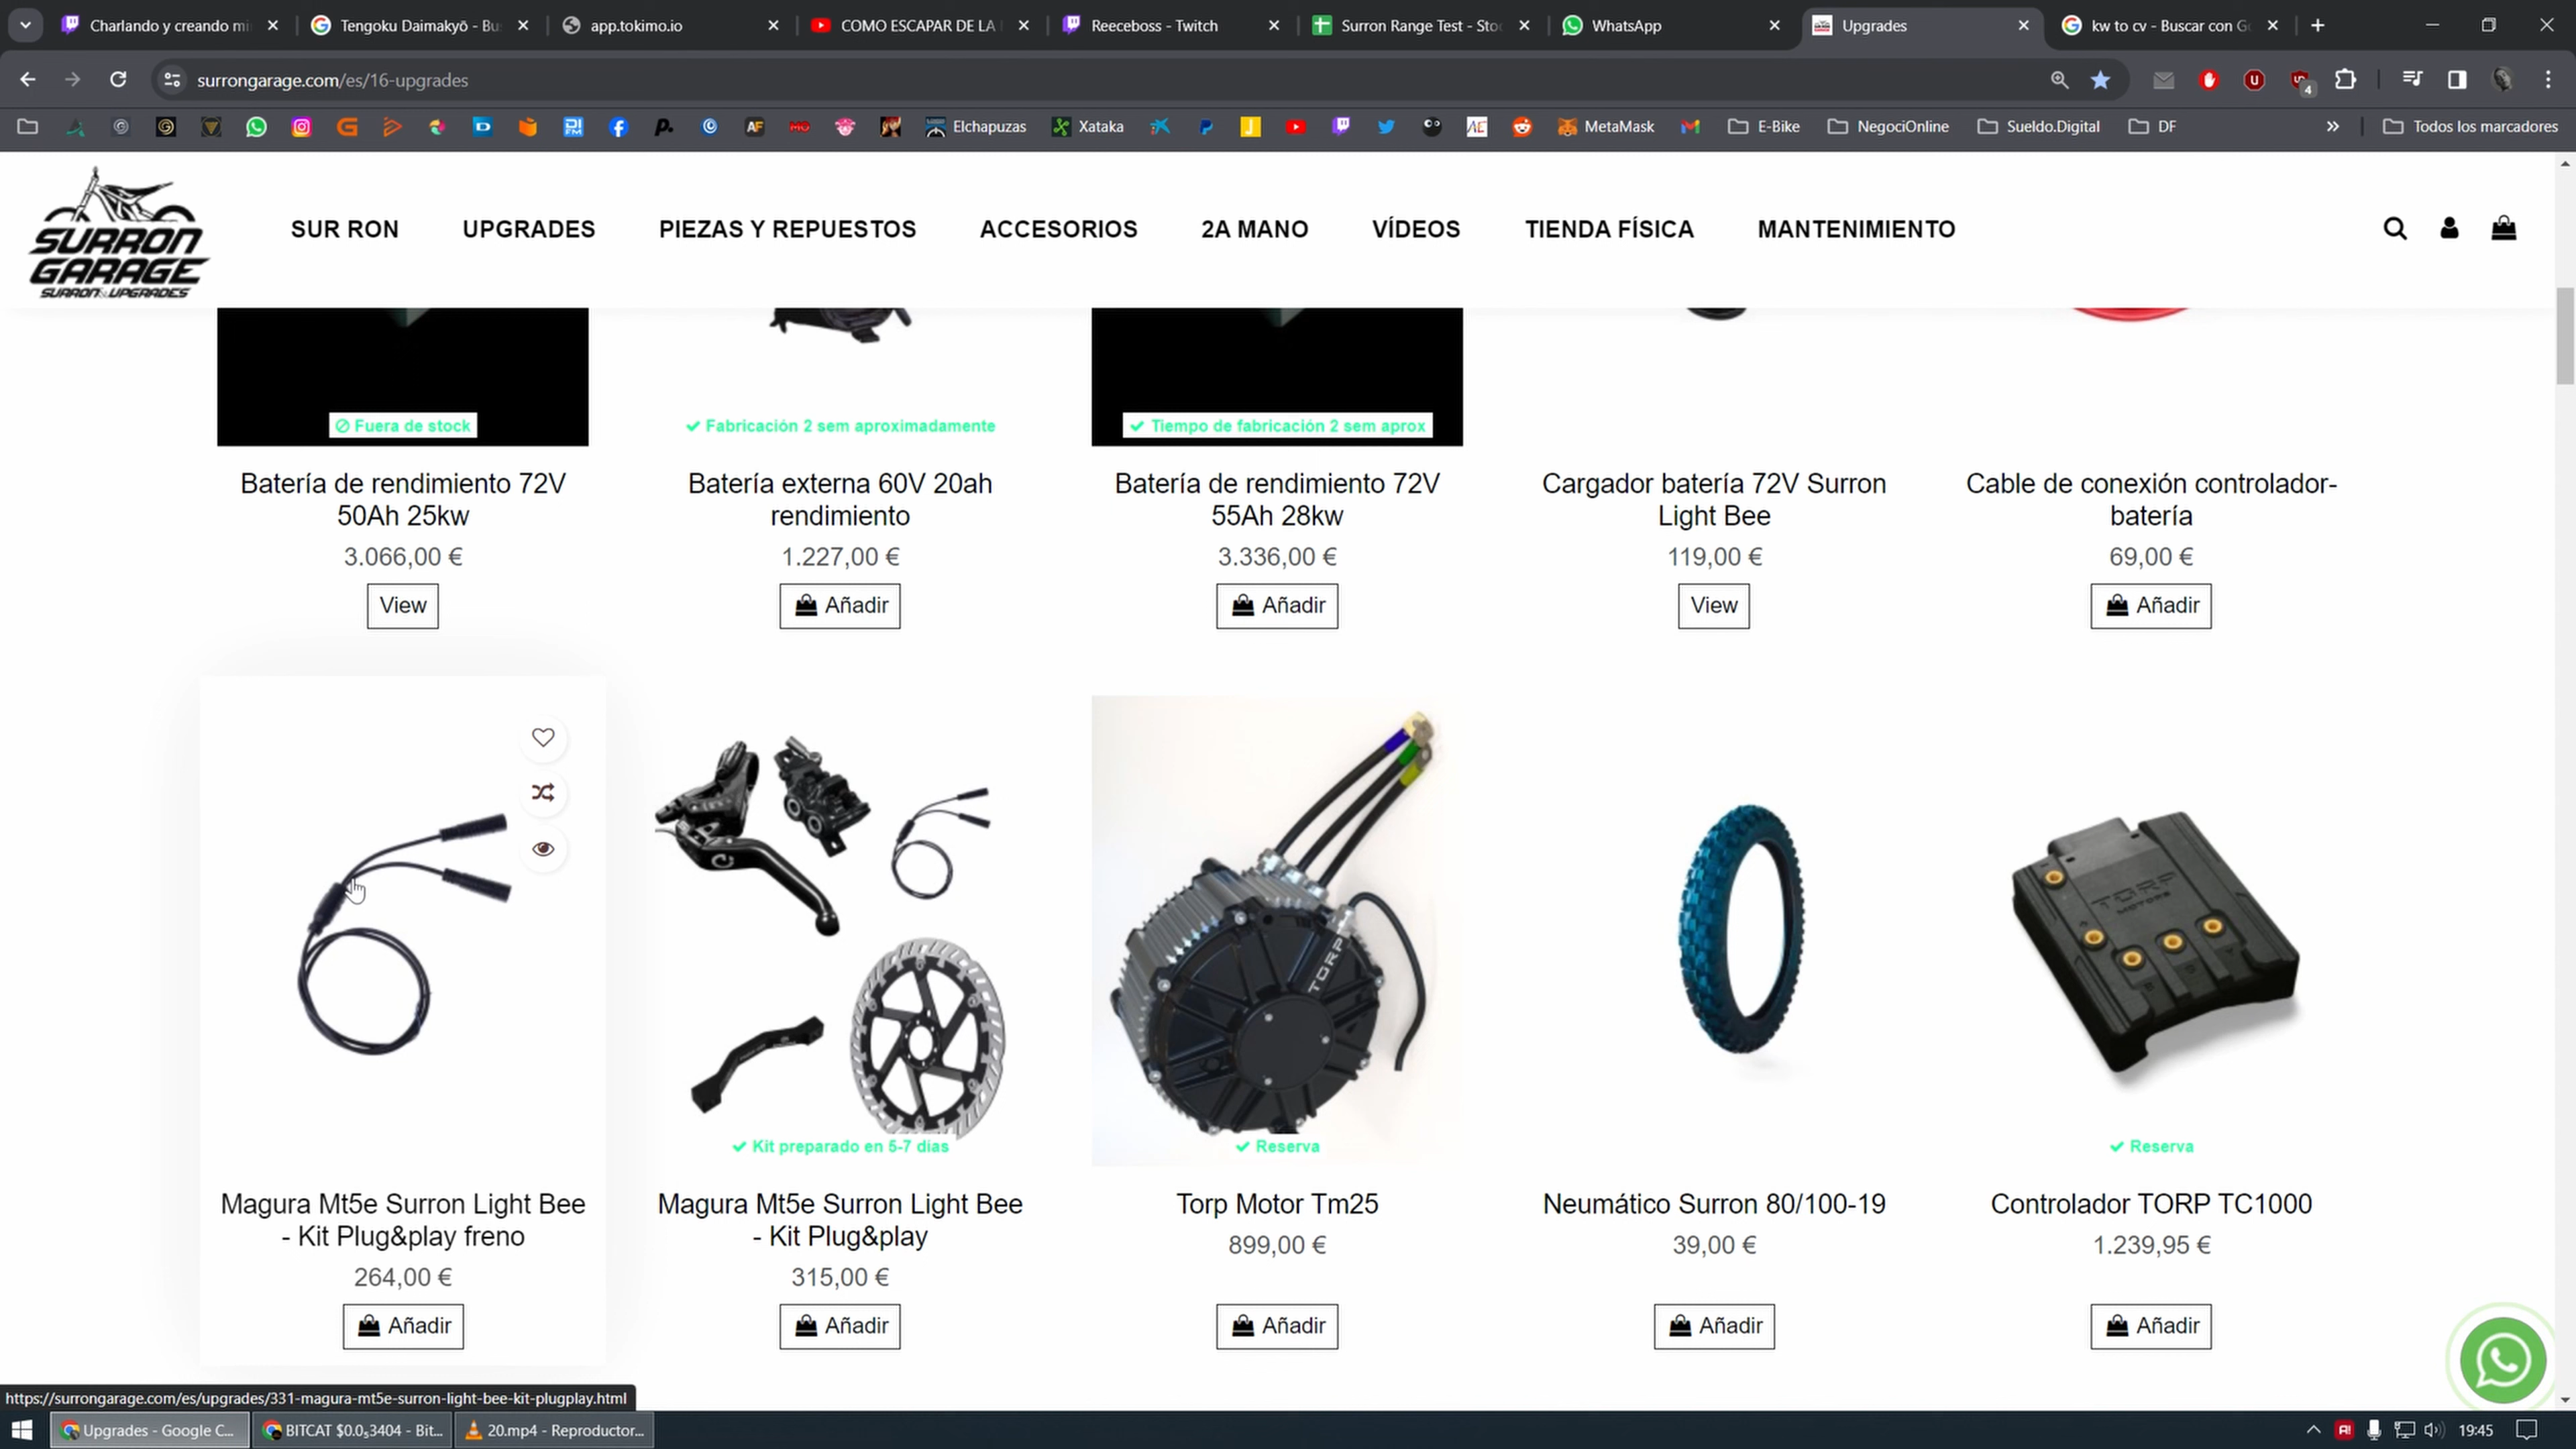 Charlando y creando mi
Tengoku Daimakyō - Bu
app.tokimo.io
COMO ESCAPAR DE LA
Reeceboss - Twitch
Surron Range Test - Sto
WhatsApp
Upgrades
kw to cv - Buscar con G
surrongarage.com/es/16-upgrades
4
Elchapuzas
Xataka
MetaMask
E-Bike
NegociOnline
Sueldo.Digital
DF
Todos los marcadores
SURRON
GARAGE
SURRON & UPGRADES
SUR RON
UPGRADES
PIEZAS Y REPUESTOS
ACCESORIOS
2A MANO
VÍDEOS
TIENDA FÍSICA
MANTENIMIENTO
Fuera de stock
Fabricación 2 sem aproximadamente
Tiempo de fabricación 2 sem aprox
Batería de rendimiento 72V
50Ah 25kw
3.066,00 €
View
Batería externa 60V 20ah
rendimiento
1.227,00 €
Añadir
Batería de rendimiento 72V
55Ah 28kw
3.336,00 €
Añadir
Cargador batería 72V Surron
Light Bee
119,00 €
View
Cable de conexión controlador-
batería
69,00 €
Añadir
TORP
TORP
MOTORS
Kit preparado en 5-7 dias
Reserva
Reserva
Magura Mt5e Surron Light Bee
- Kit Plug&play freno
264,00 €
Añadir
Magura Mt5e Surron Light Bee
- Kit Plug&play
315,00 €
Añadir
Torp Motor Tm25
899,00 €
Añadir
Neumático Surron 80/100-19
39,00 €
Añadir
Controlador TORP TC1000
1.239,95 €
Añadir
https://surrongarage.com/es/upgrades/331-magura-mt5e-surron-light-bee-kit-plugplay.html
Upgrades - Google C...
BITCAT $0.0₅3404 - Bit...
20.mp4 - Reproductor...
19:45